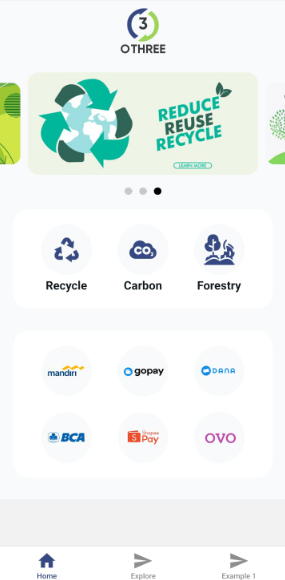 3
OTHREE
REDUCE
REUSE
RECYCLE
LEARN MORE
CO2
Recycle Carbon Forestry
mandiri gopay DANA
BCA Shopee Pay OVO
Home Explore Example 1